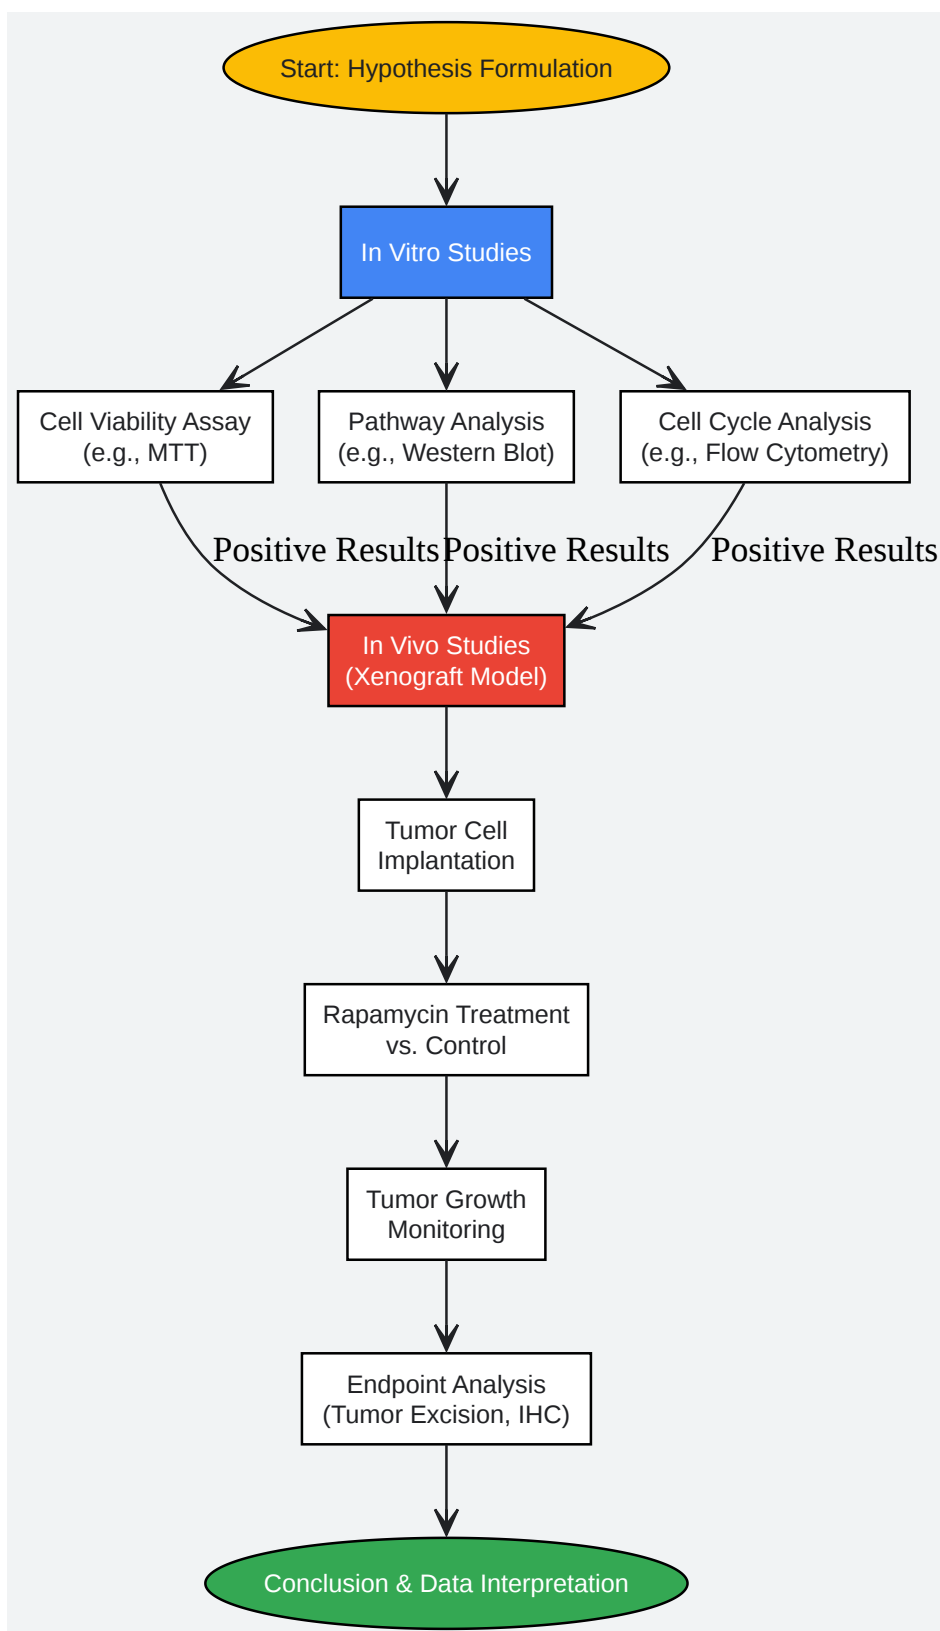 Start: Hypothesis Formulation
In Vitro Studies
Cell Viability Assay
(e.g., MTT)
Pathway Analysis
(e.g., Western Blot)
Cell Cycle Analysis
(e.g., Flow Cytometry)
Positive Results
Positive Results
Positive Results
In Vivo Studies
(Xenograft Model)
Tumor Cell
Implantation
Rapamycin Treatment
vs. Control
Tumor Growth
Monitoring
Endpoint Analysis
(Tumor Excision, IHC)
Conclusion & Data Interpretation